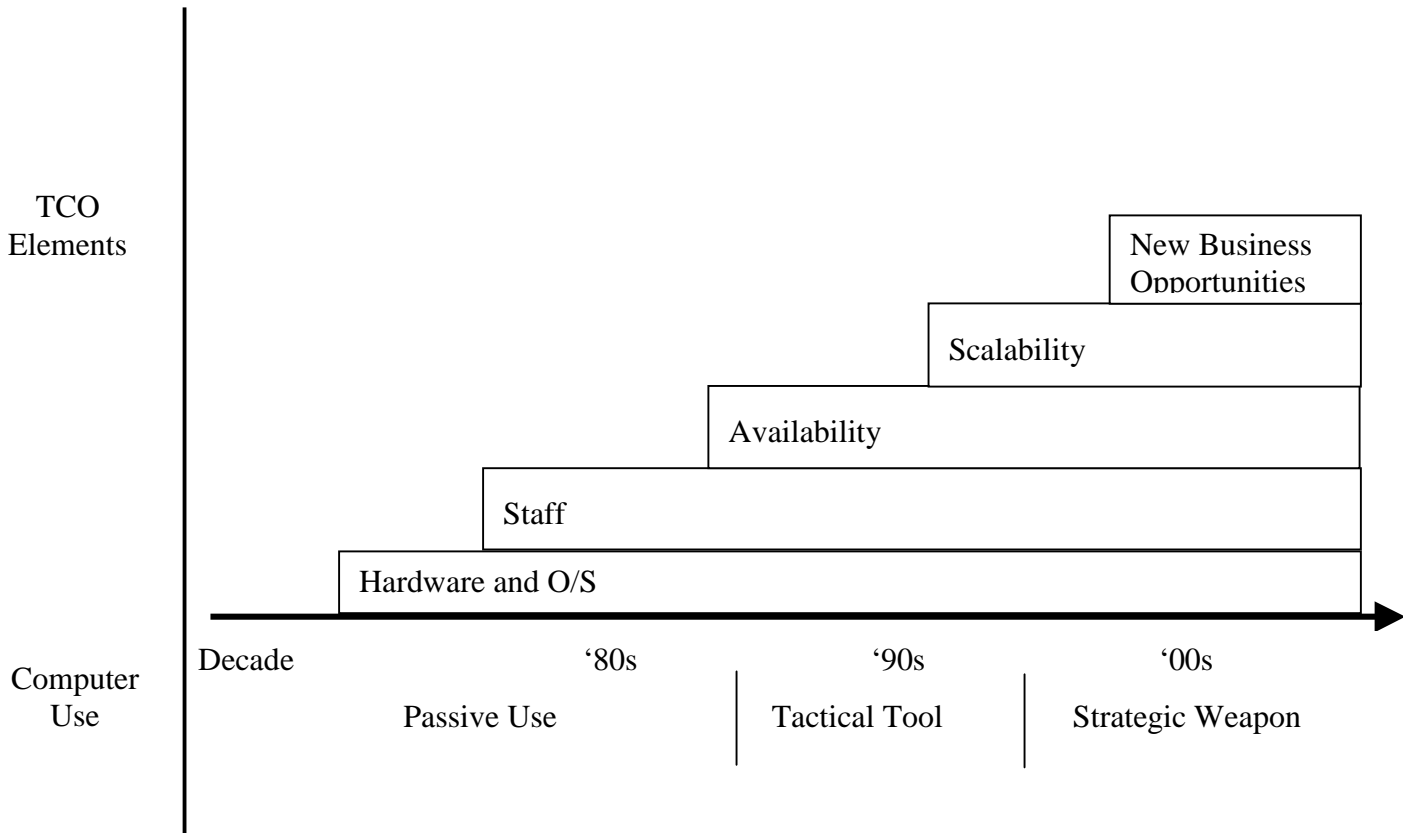 TCO
Elements
New Business
Opportunities
Scalability
Availability
Staff
Hardware and O/S
Decade ‘80s ‘90s ‘00s
Computer
Use
Passive Use Tactical Tool Strategic Weapon